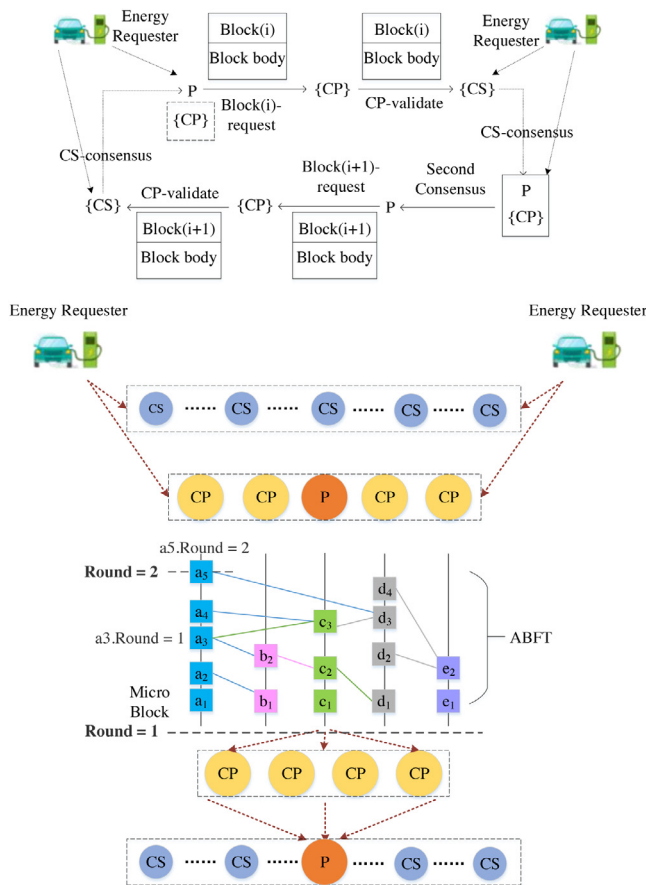 Energy
Requester
Block(i)
Block body
Block(i)
Block body
Energy
Requester
P
{CP}
Block(i)-
request
{CP}
CP-validate
{CS}
CS-consensus
CS-consensus
{CS}
CP-validate
Block(i+1)
Block body
{CP}
Block(i+1)-
request
Block(i+1)
Block body
P
Second
Consensus
P
{CP}
Energy Requester
Energy Requester
CS ...... CS ...... CS ...... CS ...... CS
CP CP P CP CP
a5.Round = 2
Round = 2
a5
d4
a4
c3
d3
ABFT
a3.Round = 1
a3
b2
d2
a2
c2
e2
Micro
Block
a1
b1
c1
d1
e1
Round = 1
CP CP CP CP
CS ...... CS ...... P ...... CS ...... CS